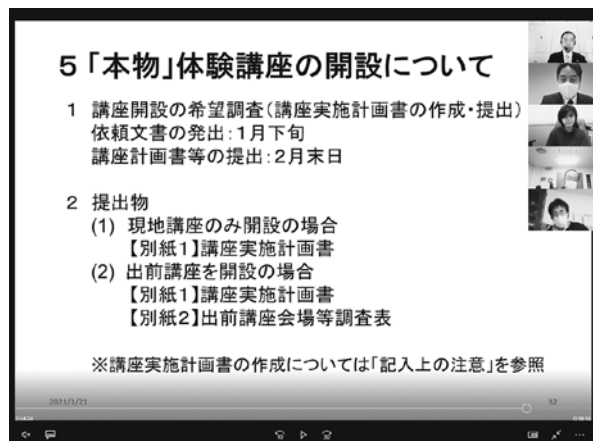 5「本物」体験講座の開設について
1 講座開設の希望調査(講座実施計画書の作成・提出)
依頼文書の発出:1月下旬
講座計画書等の提出:2月末日
2 提出物
(1) 現地講座のみ開設の場合
【別紙1】講座実施計画書
(2) 出前講座を開設の場合
【別紙1】講座実施計画書
【別紙2】出前講座会場等調査表
※講座実施計画書の作成については「記入上の注意」を参照
2021/1/21
52